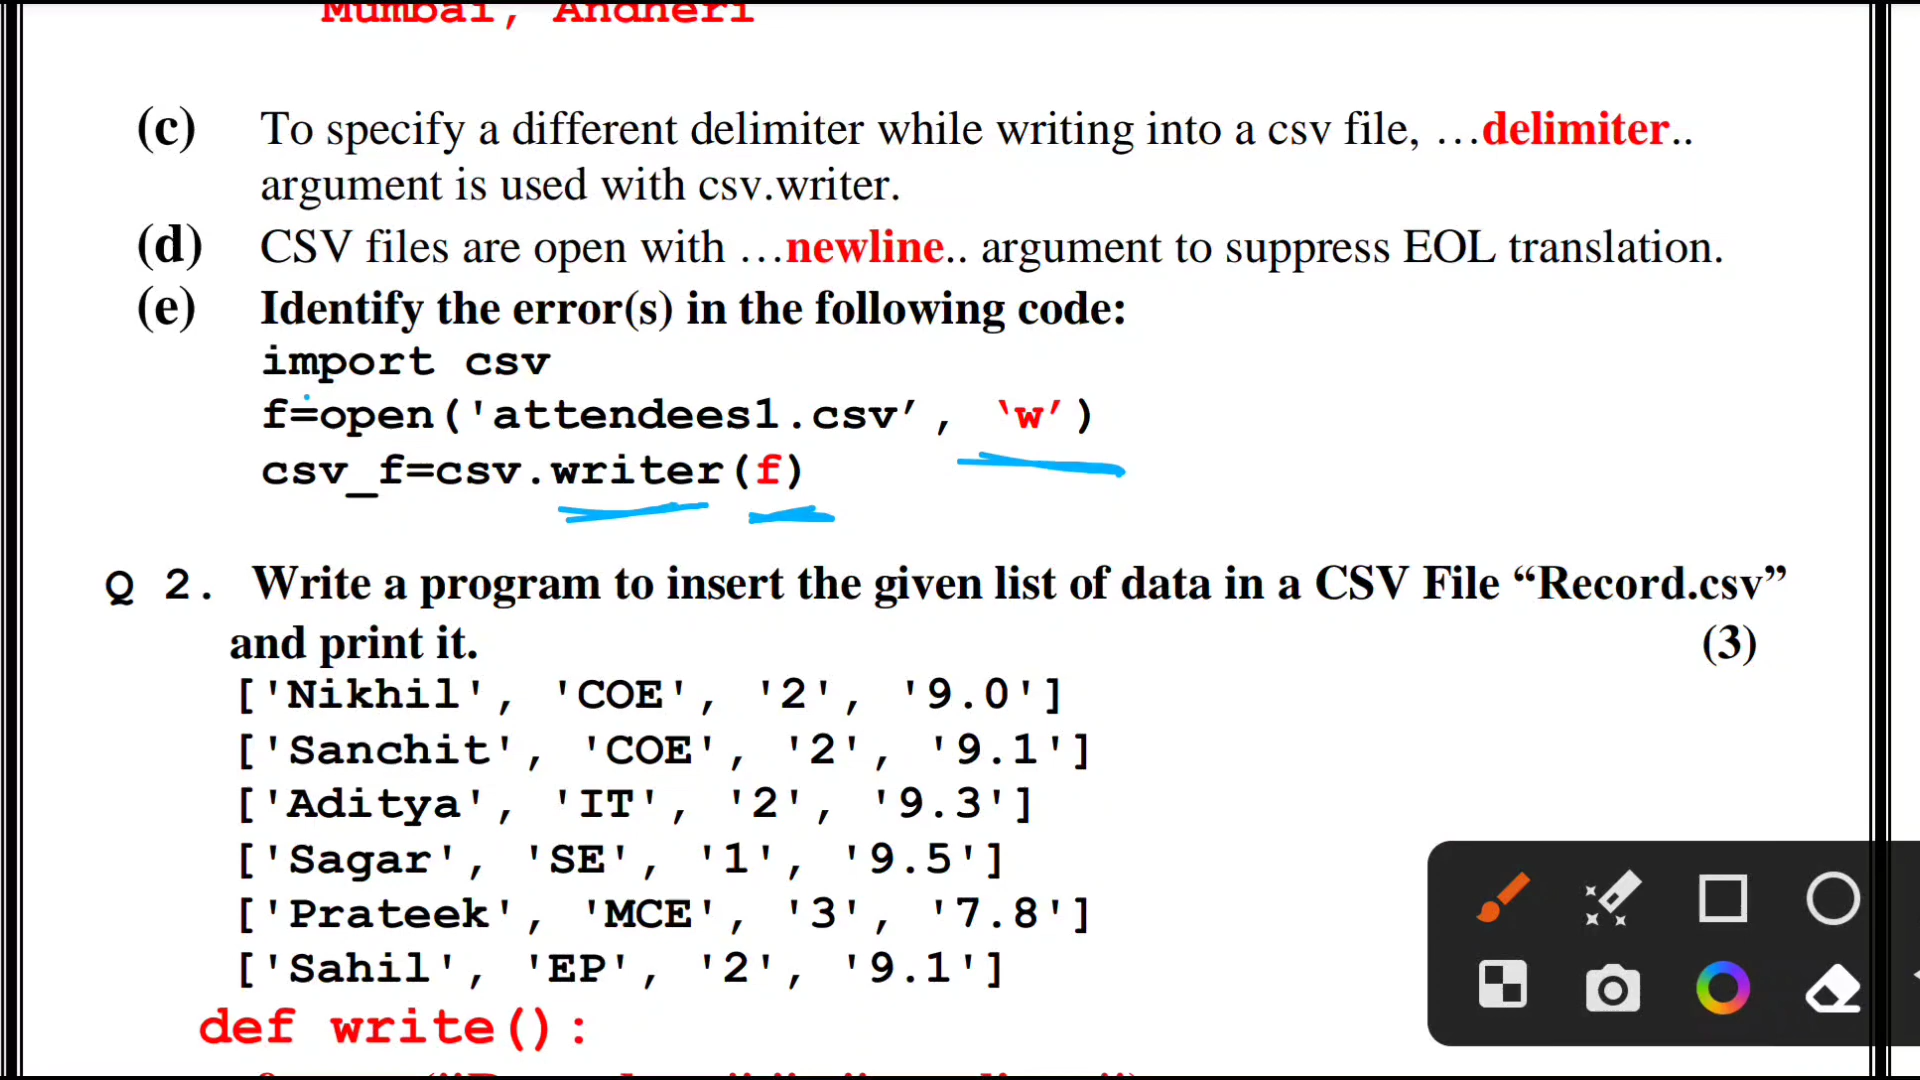 Mumbai, Andheri
(c) To specify a different delimiter while writing into a csv file, …delimiter..
argument is used with csv.writer.
(d) CSV files are open with …newline.. argument to suppress EOL translation.
(e) Identify the error(s) in the following code:
import csv
f=open('attendees1.csv’, ‘w’)
csv_f=csv.writer(f)
Q 2. Write a program to insert the given list of data in a CSV File “Record.csv”
and print it. (3)
['Nikhil', 'COE', '2', '9.0']
['Sanchit', 'COE', '2', '9.1']
['Aditya', 'IT', '2', '9.3']
['Sagar', 'SE', '1', '9.5']
['Prateek', 'MCE', '3', '7.8']
['Sahil', 'EP', '2', '9.1']
def write():